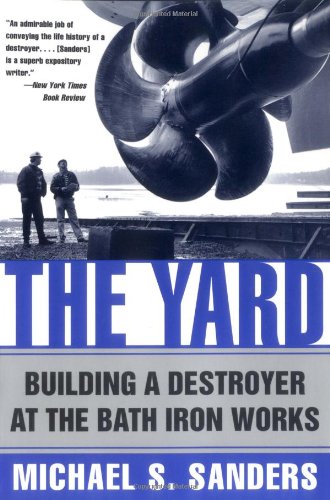 "An admirable job of
conveying the life history of a
destroyer. . . . [Sanders]
is a superb expository
writer."
—New York Times
Book Review
THE YARD
BUILDING A DESTROYER
AT THE BATH IRON WORKS
MICHAEL S. SANDERS